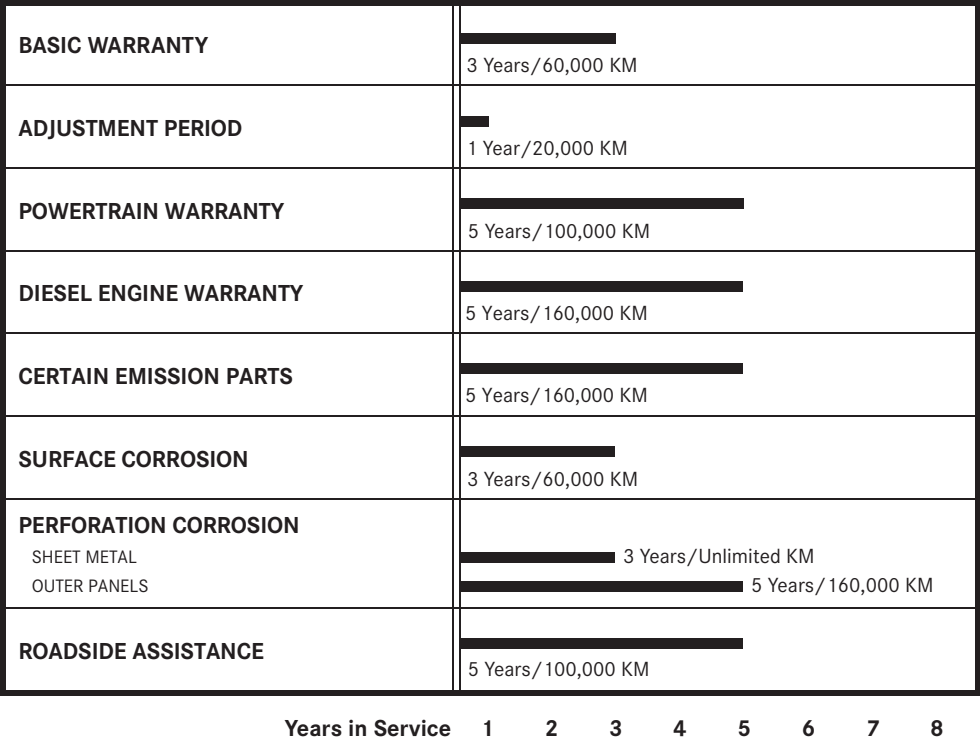 BASIC WARRANTY
3 Years/60,000 KM
ADJUSTMENT PERIOD
1 Year/20,000 KM
POWERTRAIN WARRANTY
5 Years/100,000 KM
DIESEL ENGINE WARRANTY
5 Years/160,000 KM
CERTAIN EMISSION PARTS
5 Years/160,000 KM
SURFACE CORROSION
3 Years/60,000 KM
PERFORATION CORROSION
SHEET METAL 3 Years/Unlimited KM
OUTER PANELS 5 Years/160,000 KM
ROADSIDE ASSISTANCE
5 Years/100,000 KM
Years in Service 1 2 3 4 5 6 7 8